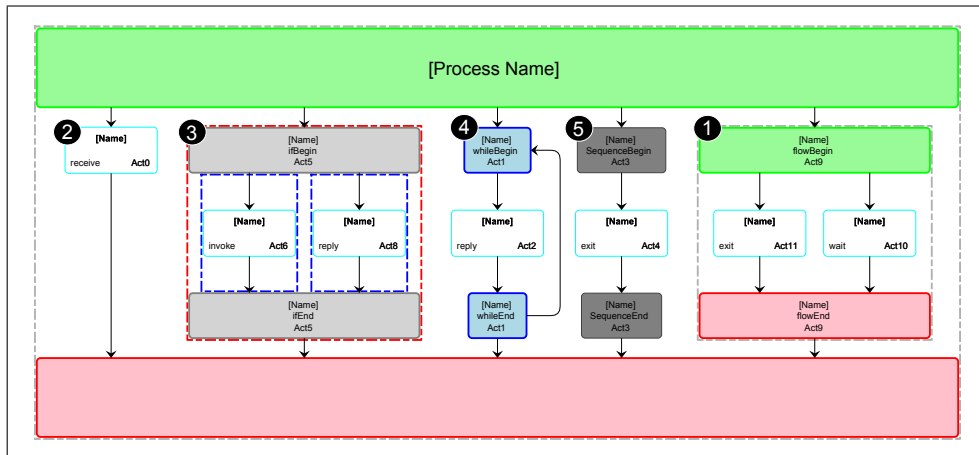 [Process Name]
2
[Name]
receive Act0
3
[Name]
ifBegin
Act5
[Name]
invoke Act6
[Name]
reply Act8
[Name]
ifEnd
Act5
4
[Name]
whileBegin
Act1
[Name]
reply Act2
[Name]
whileEnd
Act1
5
[Name]
SequenceBegin
Act3
[Name]
exit Act4
[Name]
SequenceEnd
Act3
1
[Name]
flowBegin
Act9
[Name]
exit Act11
[Name]
wait Act10
[Name]
flowEnd
Act9